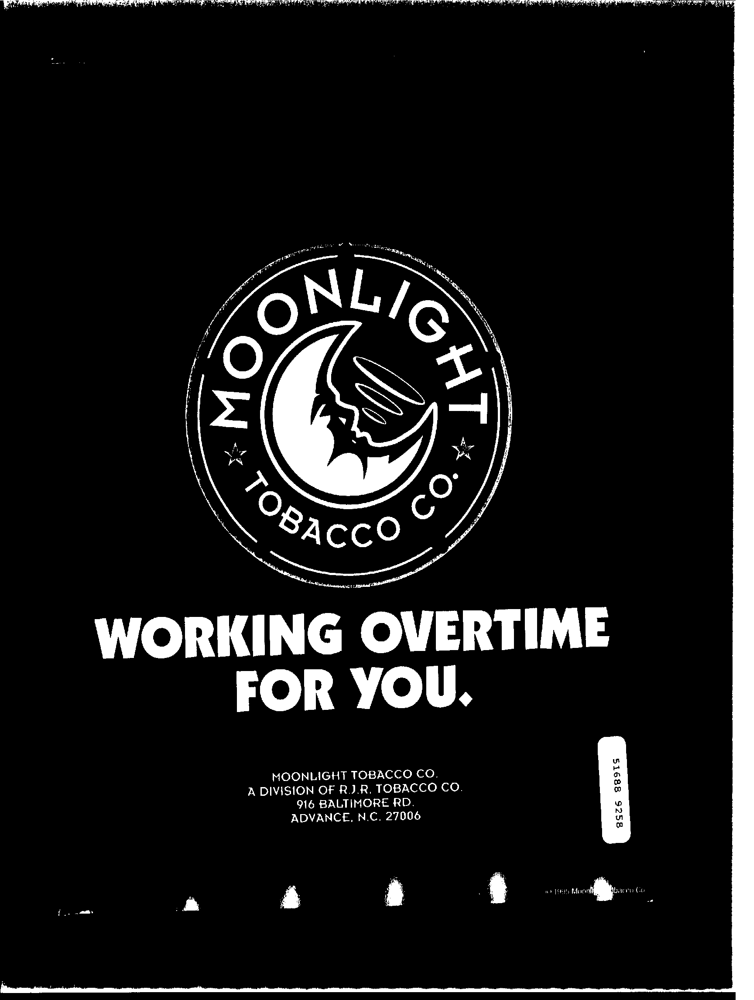 MOONLIGHT
TOBACCO CO.
WORKING OVERTIME
FOR YOU.
MOONLIGHT TOBACCO CO.
A DIVISION OF R.J.R. TOBACCO CO.
916 BALTIMORE RD.
ADVANCE, N.C. 27006
51688 9258